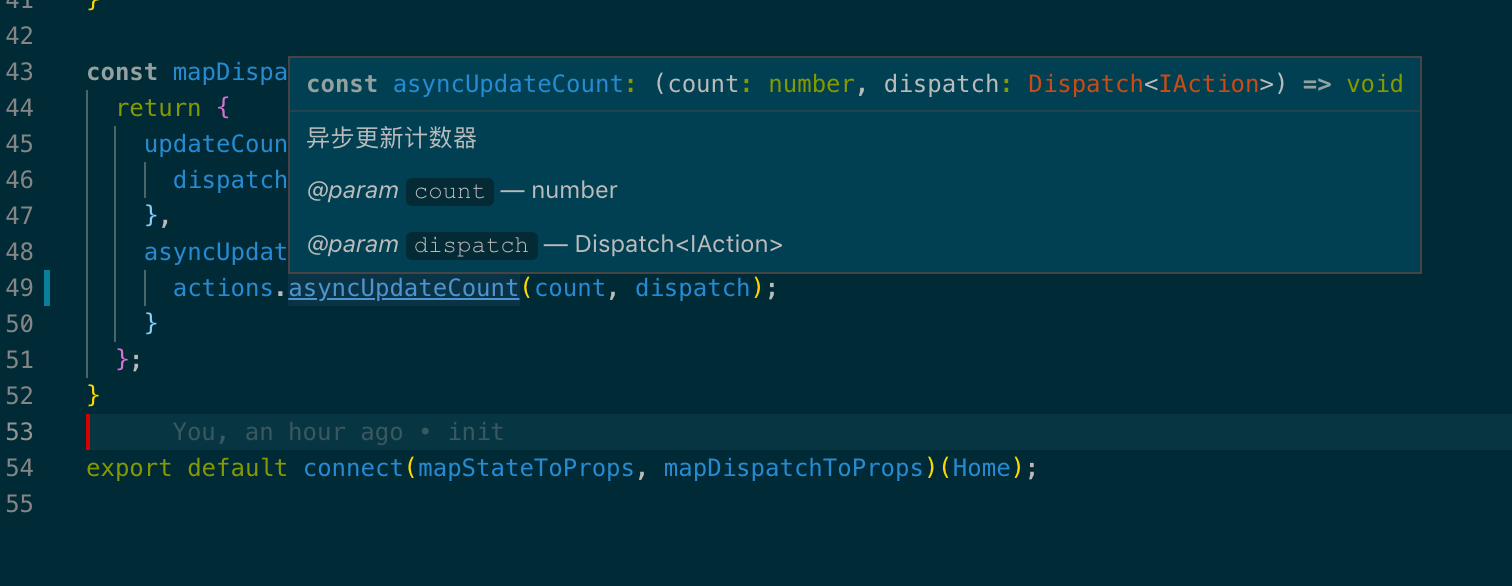 41 }
42
43 const mapDispa
const asyncUpdateCount: (count: number, dispatch: Dispatch<IAction>) => void
44 return {
异步更新计数器
45 updateCoun
46 dispatch
@param count — number
47 },
48 asyncUpdat
@param dispatch — Dispatch<IAction>
49 actions.asyncUpdateCount(count, dispatch);
50 }
51 };
52 }
53 You, an hour ago • init
54 export default connect(mapStateToProps, mapDispatchToProps)(Home);
55